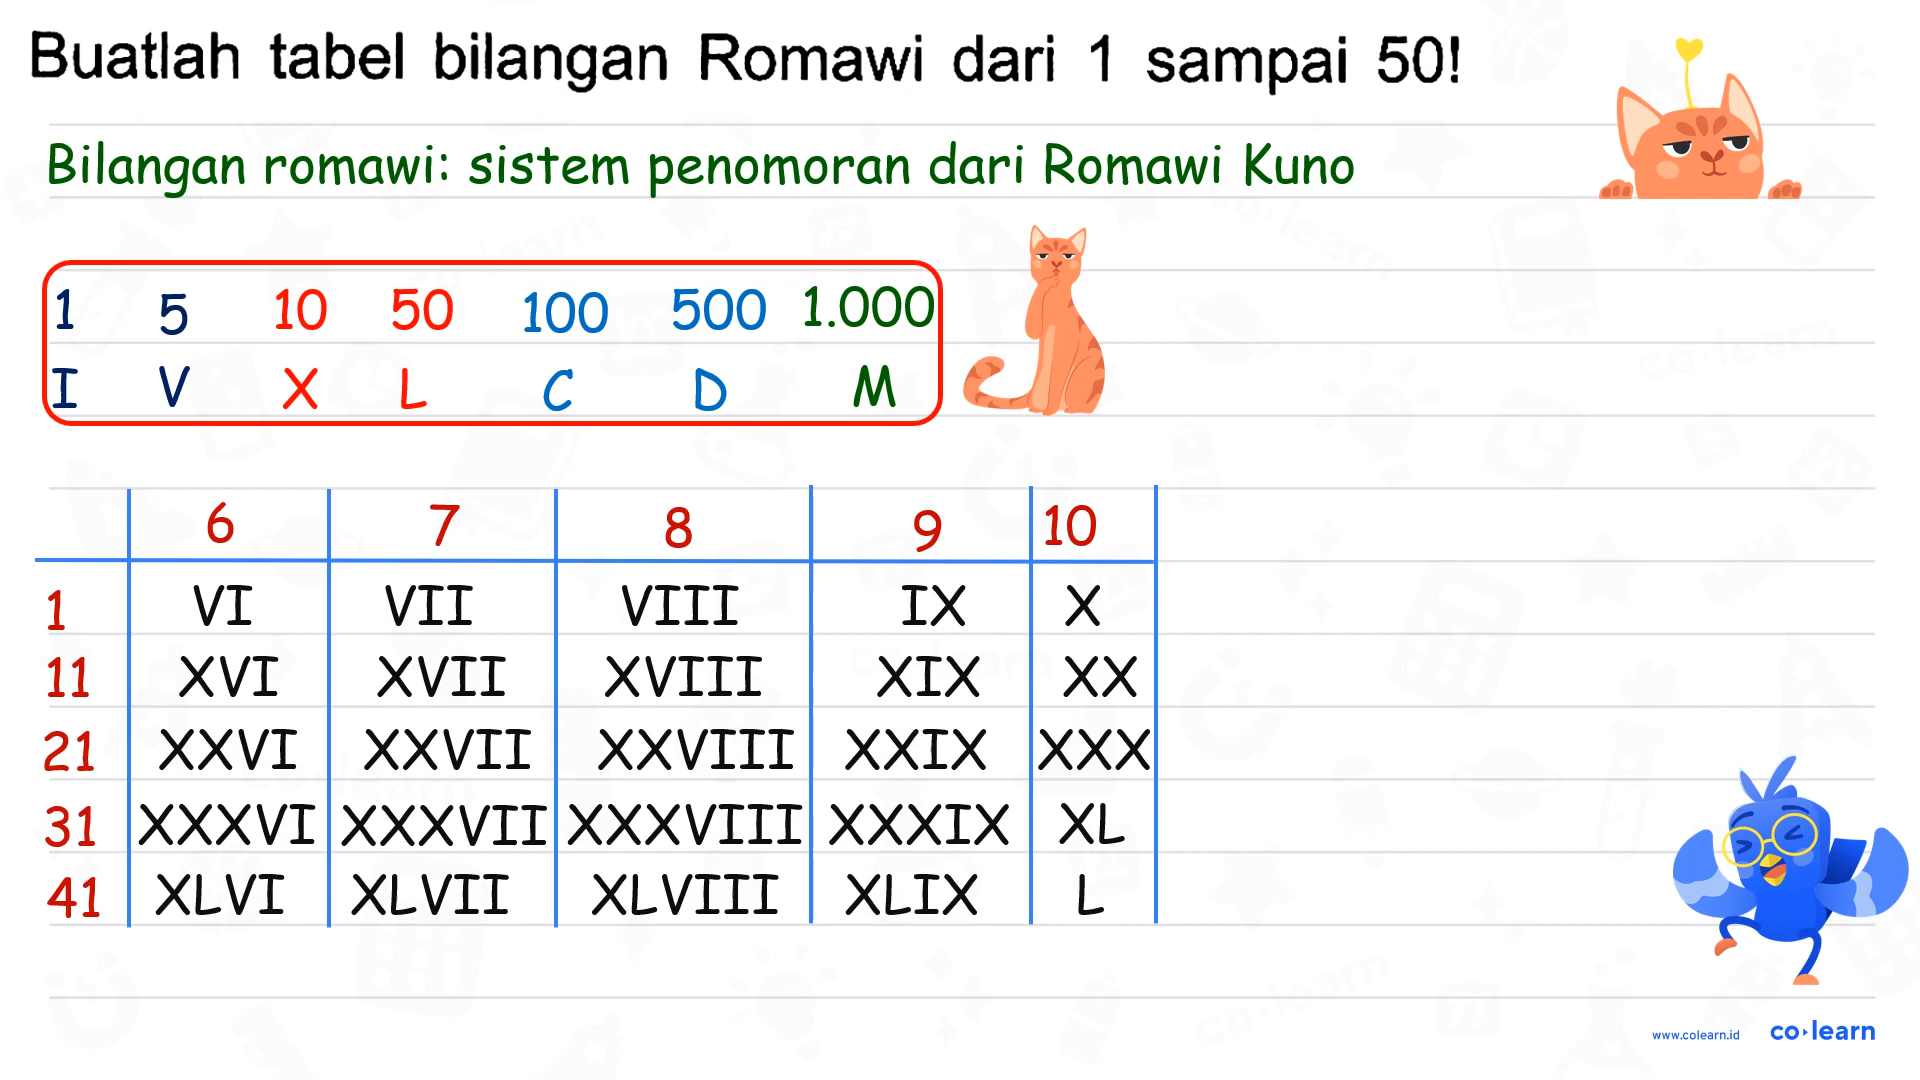 Buatlah tabel bilangan Romawi dari 1 sampai 50!
Bilangan romawi: sistem penomoran dari Romawi Kuno
1 5 10 50 100 500 1.000
I V X L C D M
6 7 8 9 10
1 VI VII VIII IX X
11 XVI XVII XVIII XIX XX
21 XXVI XXVII XXVIII XXIX XXX
31 XXXVI XXXVII XXXVIII XXXIX XL
41 XLVI XLVII XLVIII XLIX L
www.colearn.id co learn